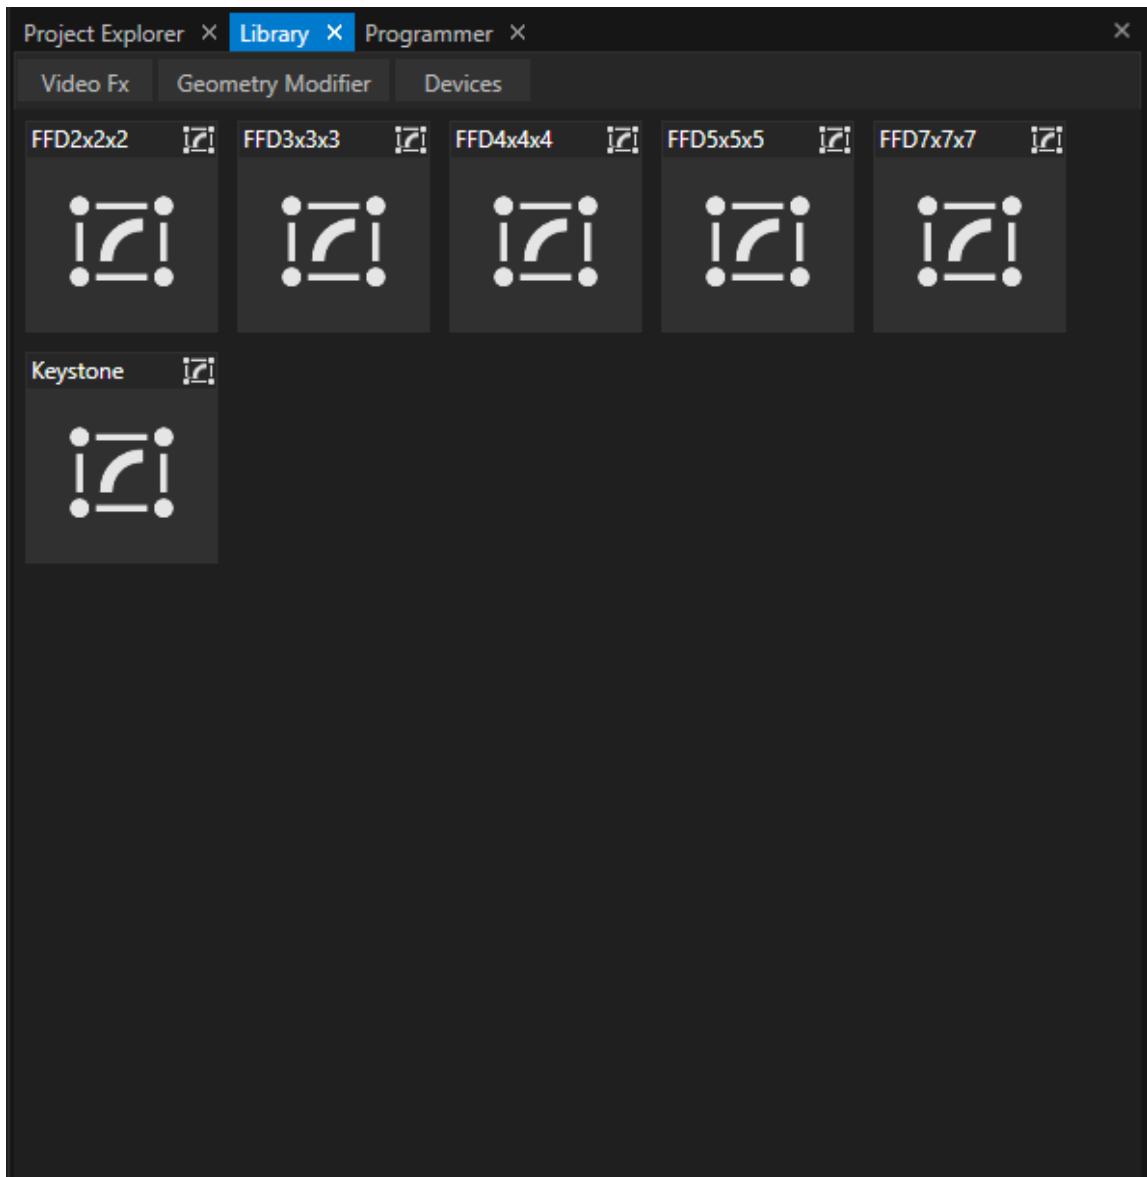 Project Explorer Library Programmer
Video Fx Geometry Modifier Devices
FFD2x2x2 FFD3x3x3 FFD4x4x4 FFD5x5x5 FFD7x7x7
Keystone